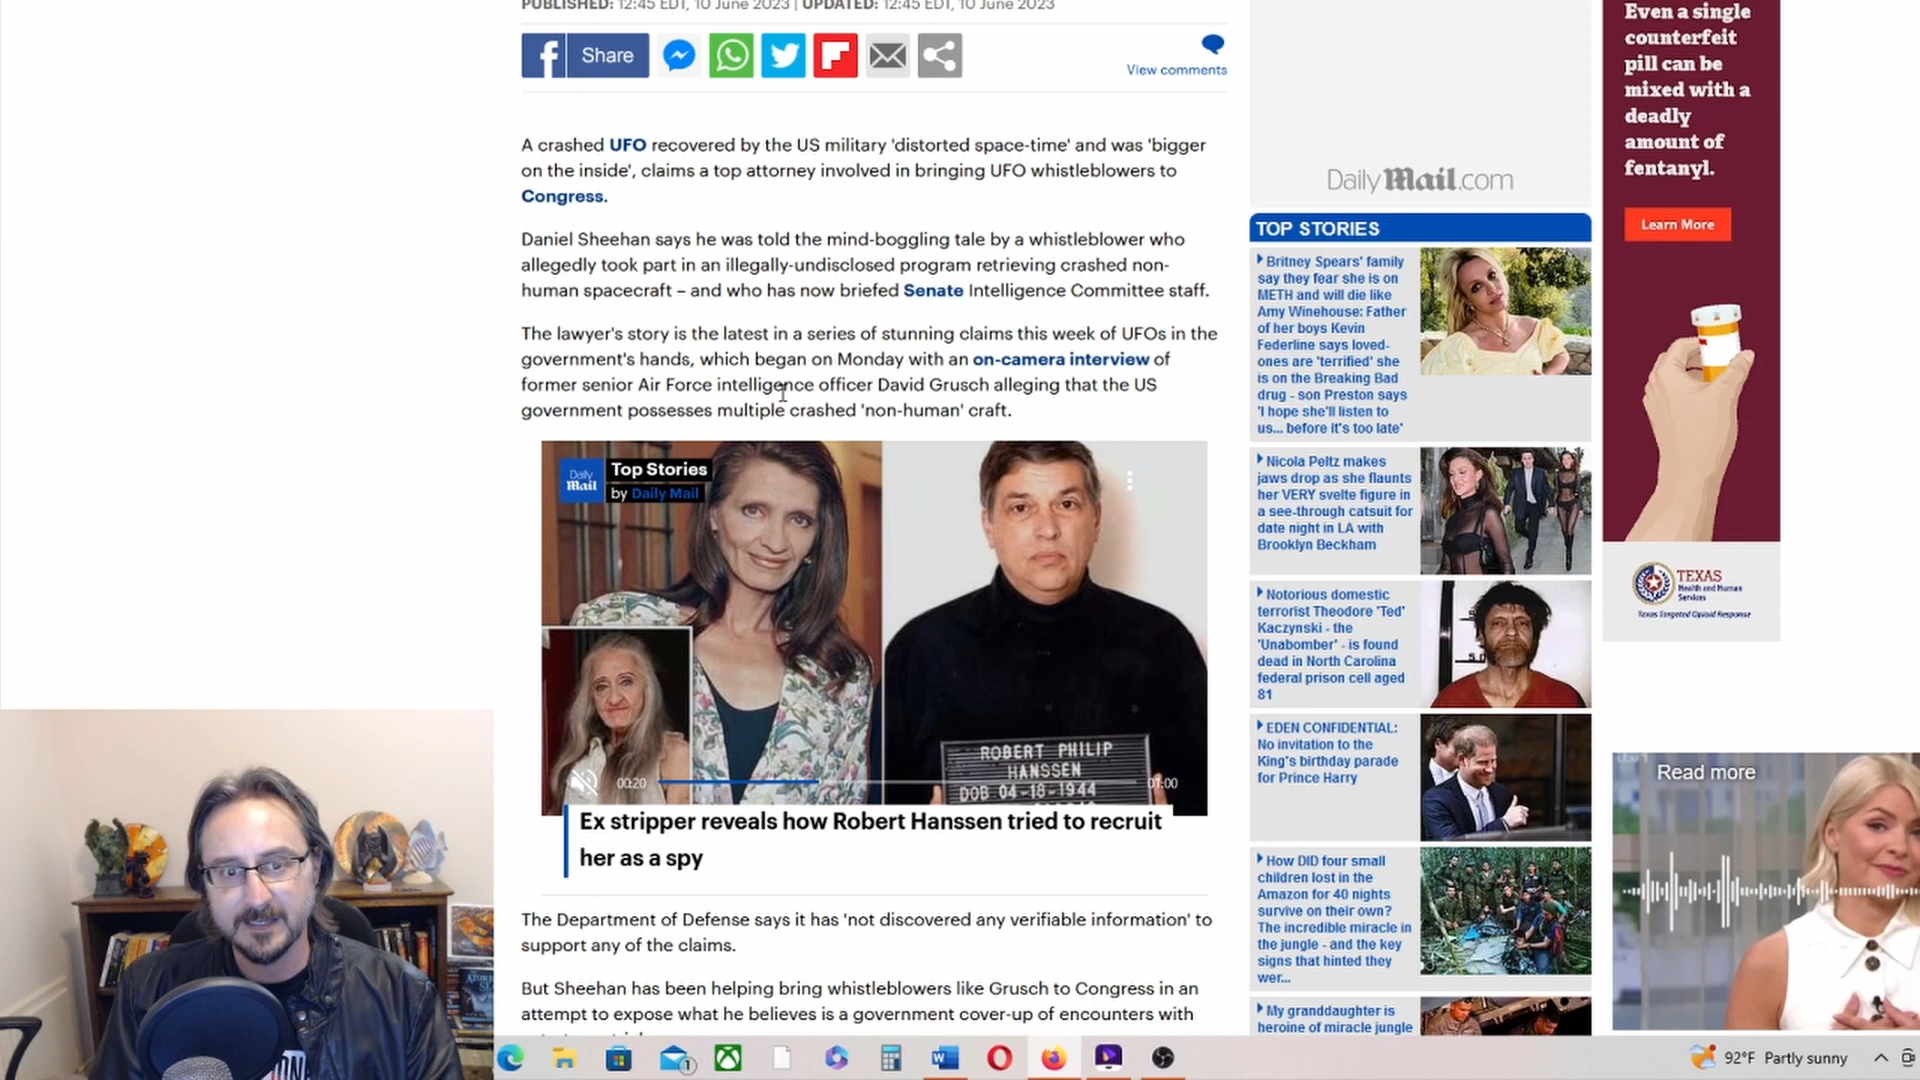 PUBLISHED: 12:45 EDT, 10 June 2023 | UPDATED: 12:45 EDT, 10 June 2023
Share
View comments
A crashed UFO recovered by the US military 'distorted space-time' and was 'bigger
on the inside', claims a top attorney involved in bringing UFO whistleblowers to
Congress.
Daniel Sheehan says he was told the mind-boggling tale by a whistleblower who
allegedly took part in an illegally-undisclosed program retrieving crashed non-
human spacecraft – and who has now briefed Senate Intelligence Committee staff.
The lawyer's story is the latest in a series of stunning claims this week of UFOs in the
government's hands, which began on Monday with an on-camera interview of
former senior Air Force intelligence officer David Grusch alleging that the US
government possesses multiple crashed 'non-human' craft.
Daily
Mail
Top Stories
by Daily Mail
ROBERT PHILIP
HANSSEN
DOB 04-18-1944
00:20
01:00
Ex stripper reveals how Robert Hanssen tried to recruit
her as a spy
The Department of Defense says it has 'not discovered any verifiable information' to
support any of the claims.
But Sheehan has been helping bring whistleblowers like Grusch to Congress in an
attempt to expose what he believes is a government cover-up of encounters with
DailyMail.com
TOP STORIES
Britney Spears' family
say they fear she is on
METH and will die like
Amy Winehouse: Father
of her boys Kevin
Federline says loved-
ones are 'terrified' she
is on the Breaking Bad
drug - son Preston says
'I hope she'll listen to
us... before it's too late'
Nicola Peltz makes
jaws drop as she flaunts
her VERY svelte figure in
a see-through catsuit for
date night in LA with
Brooklyn Beckham
Notorious domestic
terrorist Theodore 'Ted'
Kaczynski - the
'Unabomber' - is found
dead in North Carolina
federal prison cell aged
81
EDEN CONFIDENTIAL:
No invitation to the
King's birthday parade
for Prince Harry
How DID four small
children lost in the
Amazon for 40 nights
survive on their own?
The incredible miracle in
the jungle - and the key
signs that hinted they
wer...
My granddaughter is
heroine of miracle jungle
Even a single
counterfeit
pill can be
mixed with a
deadly
amount of
fentanyl.
Learn More
TEXAS
Health and Human
Services
Texas Targeted Opioid Response
Read more
1
92°F Partly sunny